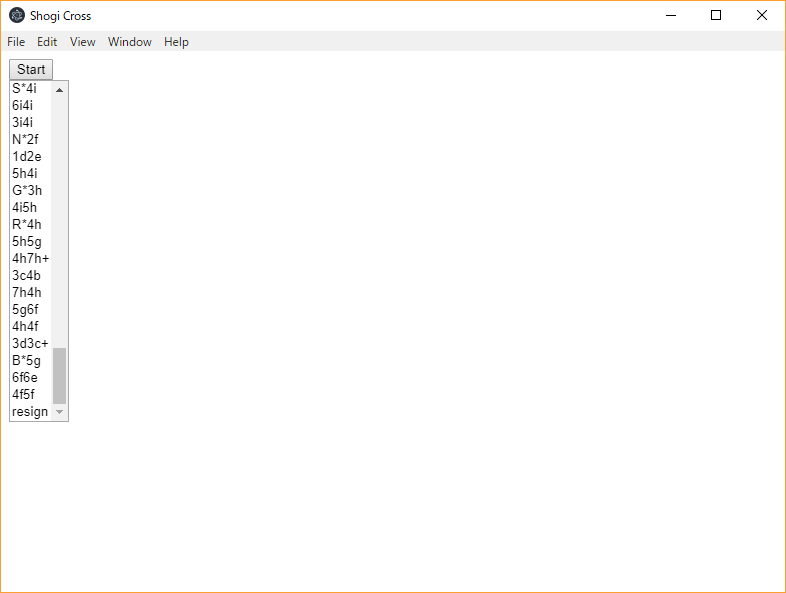 Shogi Cross
File Edit View Window Help
Start
S*4i
6i4i
3i4i
N*2f
1d2e
5h4i
G*3h
4i5h
R*4h
5h5g
4h7h+
3c4b
7h4h
5g6f
4h4f
3d3c+
B*5g
6f6e
4f5f
resign